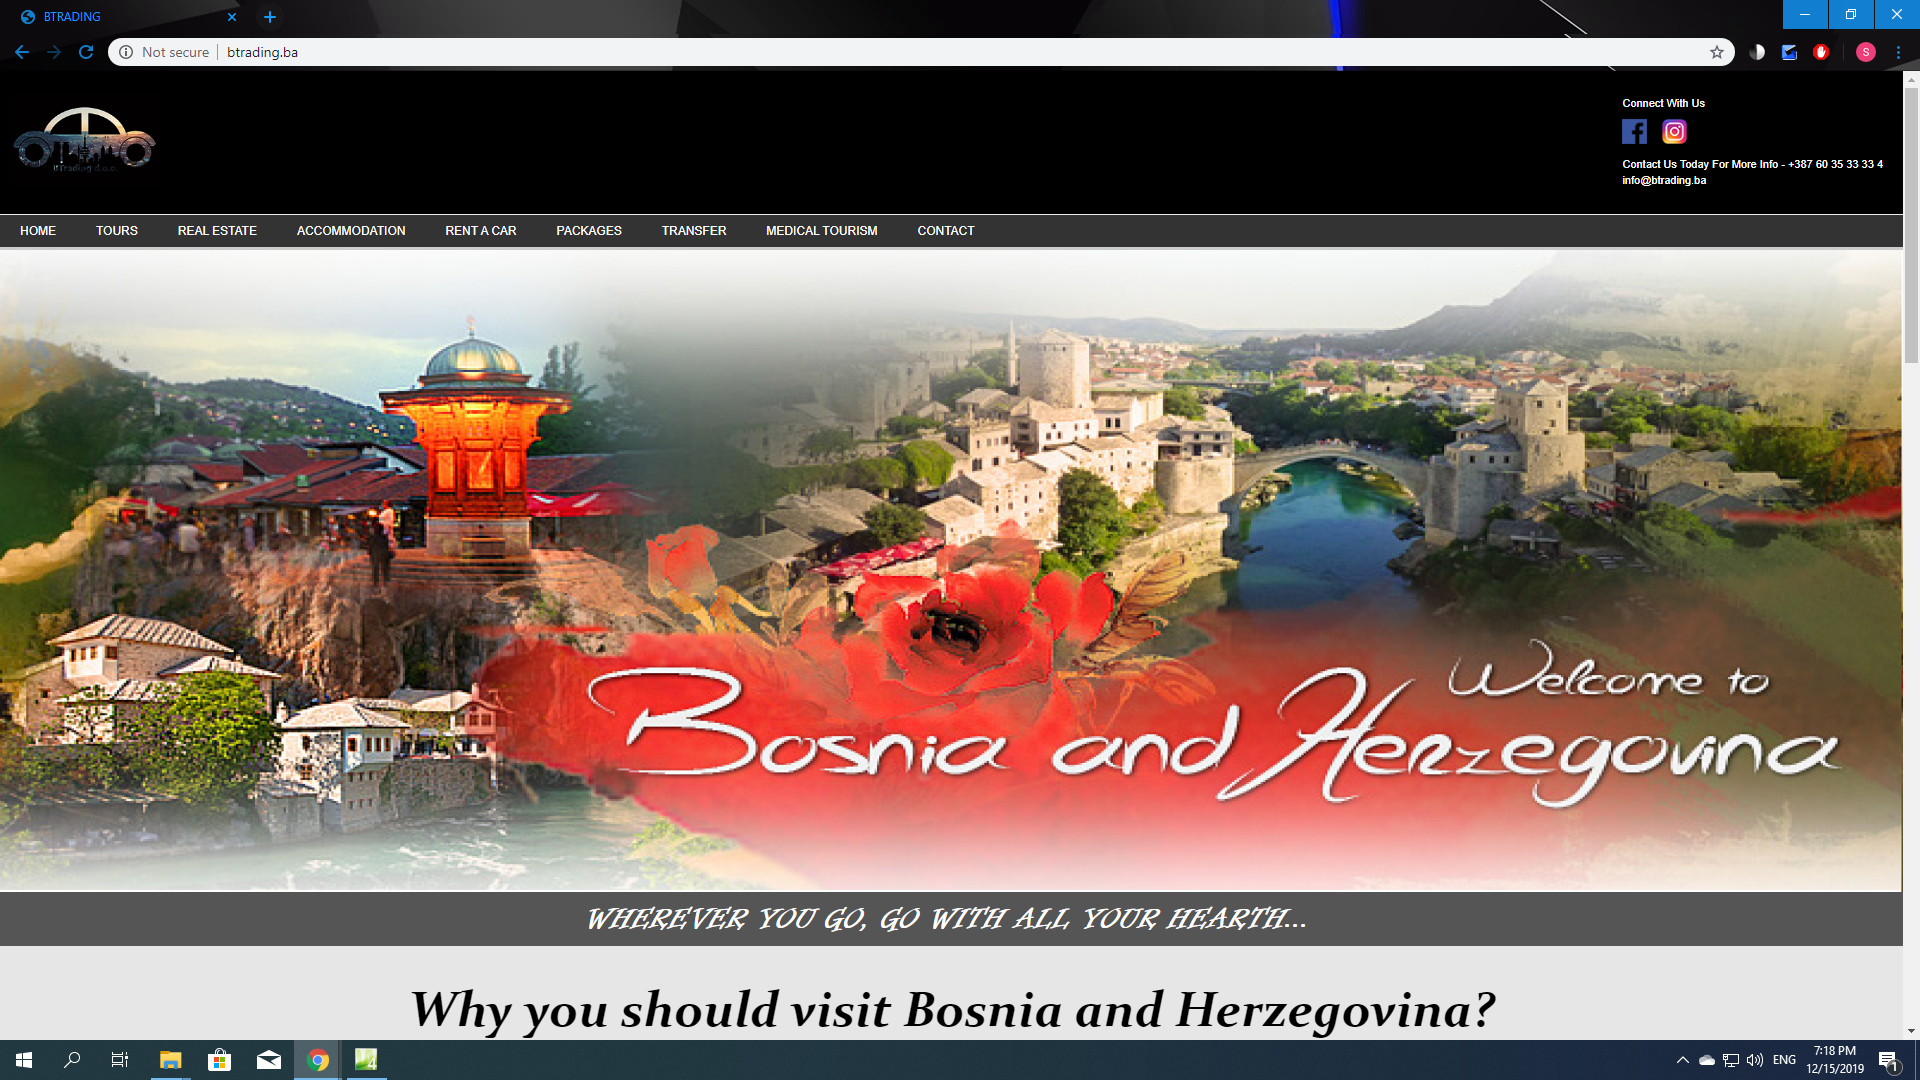 BTRADING
Not secure
btrading.ba
S
BTrading d.o.o.
Connect With Us
Contact Us Today For More Info - +387 60 35 33 33 4
info@btrading.ba
HOME TOURS REAL ESTATE ACCOMMODATION RENT A CAR PACKAGES TRANSFER MEDICAL TOURISM CONTACT
Welcome to
Bosnia and Herzegovina
WHEREVER YOU GO, GO WITH ALL YOUR HEARTH...
Why you should visit Bosnia and Herzegovina?
4
ENG
7:18 PM
12/15/2019
1